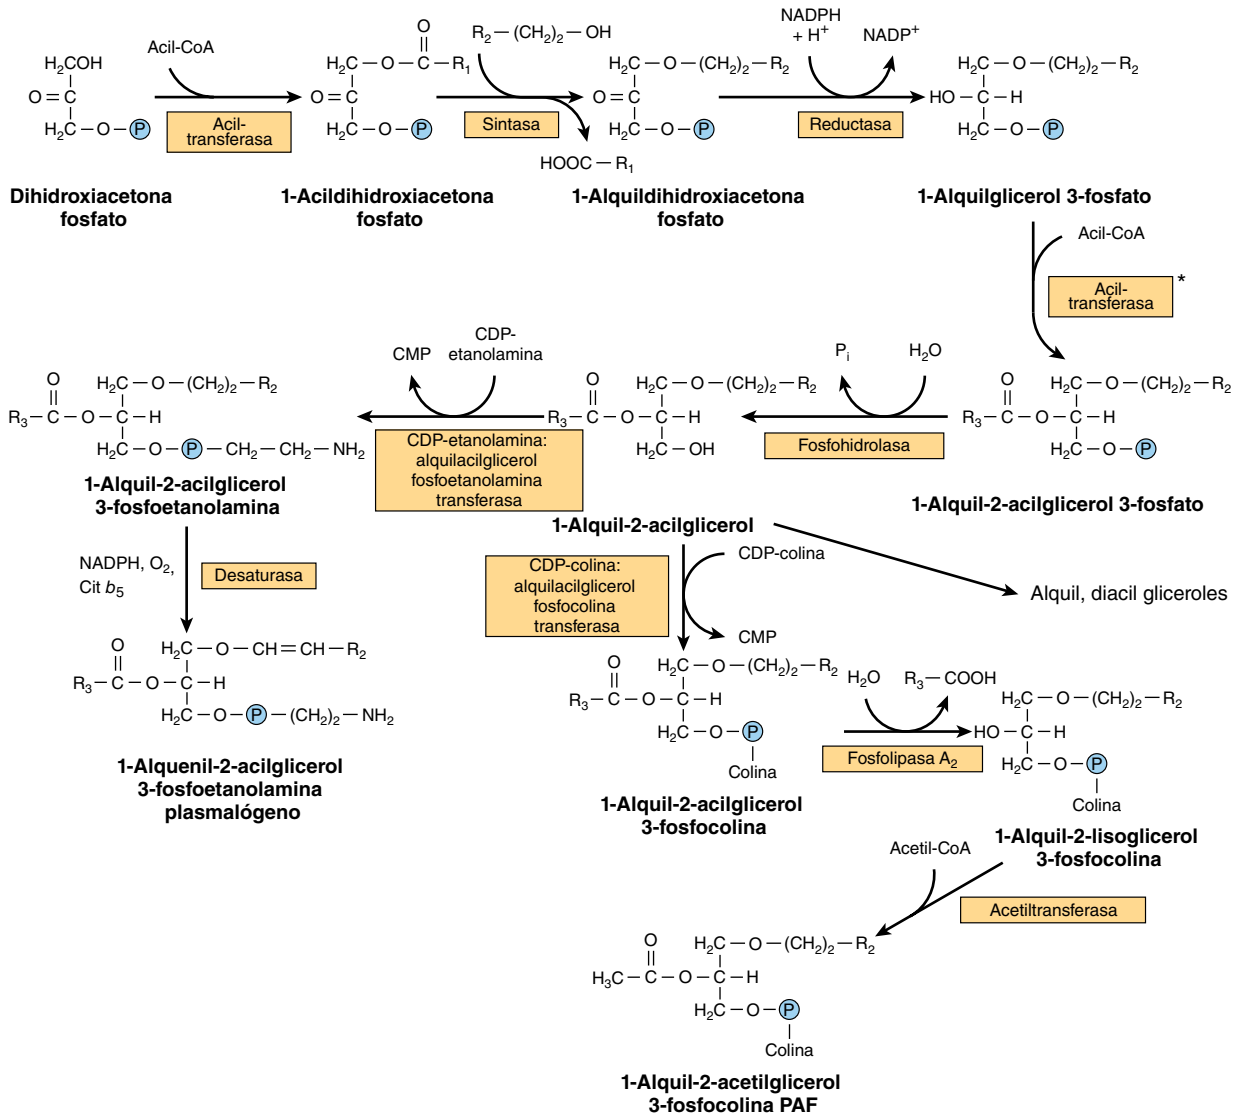 Acil-CoA
H₂COH
O=C
H₂C—O—P
Acil-
transferasa
Dihidroxiacetona
fosfato
O
H₂C—O—C—R₁
O=C
H₂C—O—P
1-Acildihidroxiacetona
fosfato
R₂—(CH₂)₂—OH
Sintasa
HOOC—R₁
H₂C—O—(CH₂)₂—R₂
O=C
H₂C—O—P
1-Alquildihidroxiacetona
fosfato
NADPH
+ H⁺
NADP⁺
Reductasa
H₂C—O—(CH₂)₂—R₂
HO—C—H
H₂C—O—P
1-Alquilglicerol 3-fosfato
Acil-CoA
Acil-
transferasa
*
O
H₂C—O—(CH₂)₂—R₂
R₃—C—O—C—H
H₂C—O—P
1-Alquil-2-acilglicerol 3-fosfato
Pᵢ
H₂O
Fosfohidrolasa
O
H₂C—O—(CH₂)₂—R₂
R₃—C—O—C—H
H₂C—OH
1-Alquil-2-acilglicerol
CMP
CDP-
etanolamina
CDP-etanolamina:
alquilacilglicerol
fosfoetanolamina
transferasa
O
H₂C—O—(CH₂)₂—R₂
R₃—C—O—C—H
H₂C—O—P—CH₂—CH₂—NH₂
1-Alquil-2-acilglicerol
3-fosfoetanolamina
NADPH, O₂,
Cit b₅
Desaturasa
O
H₂C—O—CH=CH—R₂
R₃—C—O—C—H
H₂C—O—P—(CH₂)₂—NH₂
1-Alquenil-2-acilglicerol
3-fosfoetanolamina
plasmalógeno
CDP-colina:
alquilacilglicerol
fosfocolina
transferasa
CDP-colina
CMP
Alquil, diacil gliceroles
O
H₂C—O—(CH₂)₂—R₂
R₃—C—O—C—H
H₂C—O—P
Colina
1-Alquil-2-acilglicerol
3-fosfocolina
H₂O
R₃—COOH
Fosfolipasa A₂
H₂C—O—(CH₂)₂—R₂
HO—C—H
H₂C—O—P
Colina
1-Alquil-2-lisoglicerol
3-fosfocolina
Acetil-CoA
Acetiltransferasa
O
H₂C—O—(CH₂)₂—R₂
H₃C—C—O—C—H
H₂C—O—P
Colina
1-Alquil-2-acetilglicerol
3-fosfocolina PAF